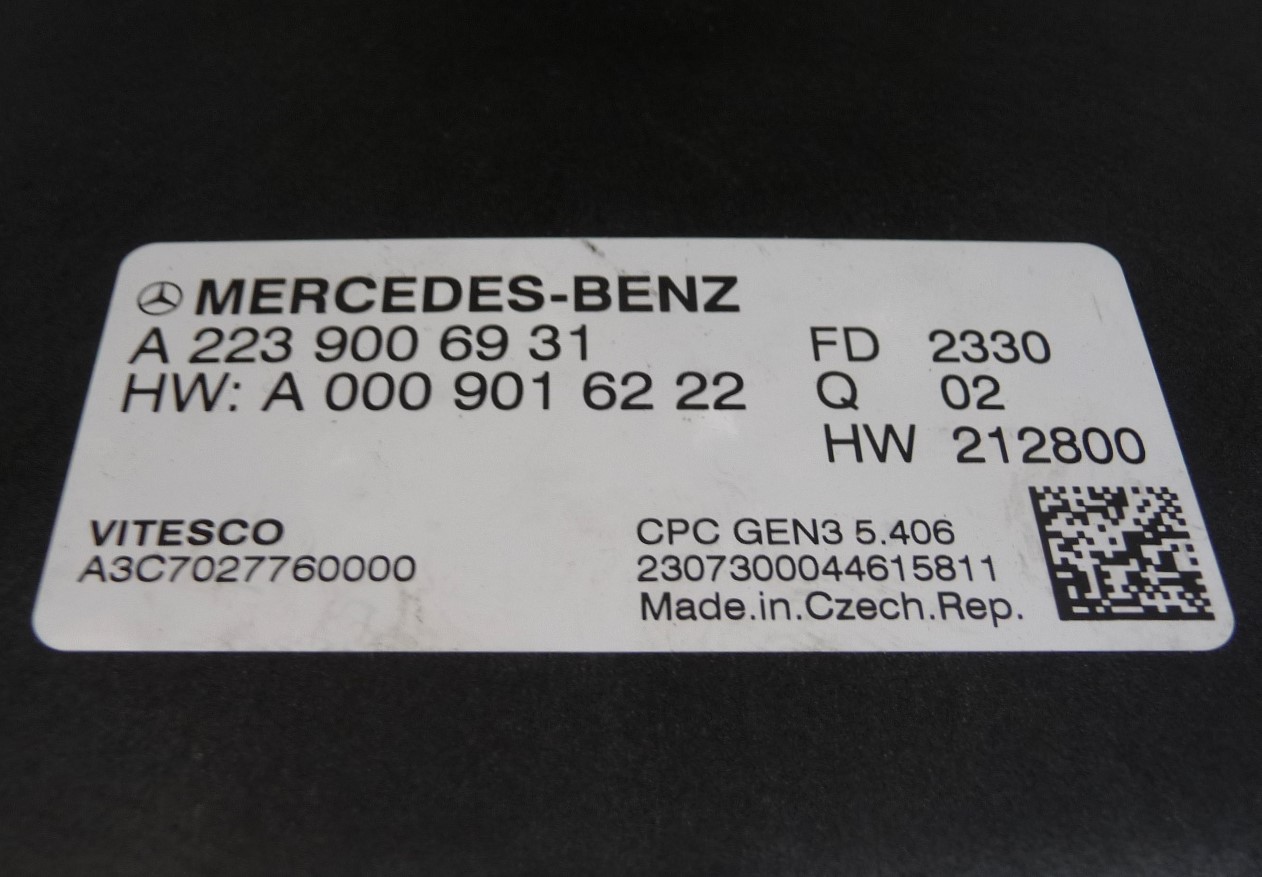 MERCEDES-BENZ
A 223 900 69 31
HW: A 000 901 62 22
FD 2330
Q 02
HW 212800
VITESCO
A3C7027760000
CPC GEN3 5.406
2307300044615811
Made.in.Czech.Rep.